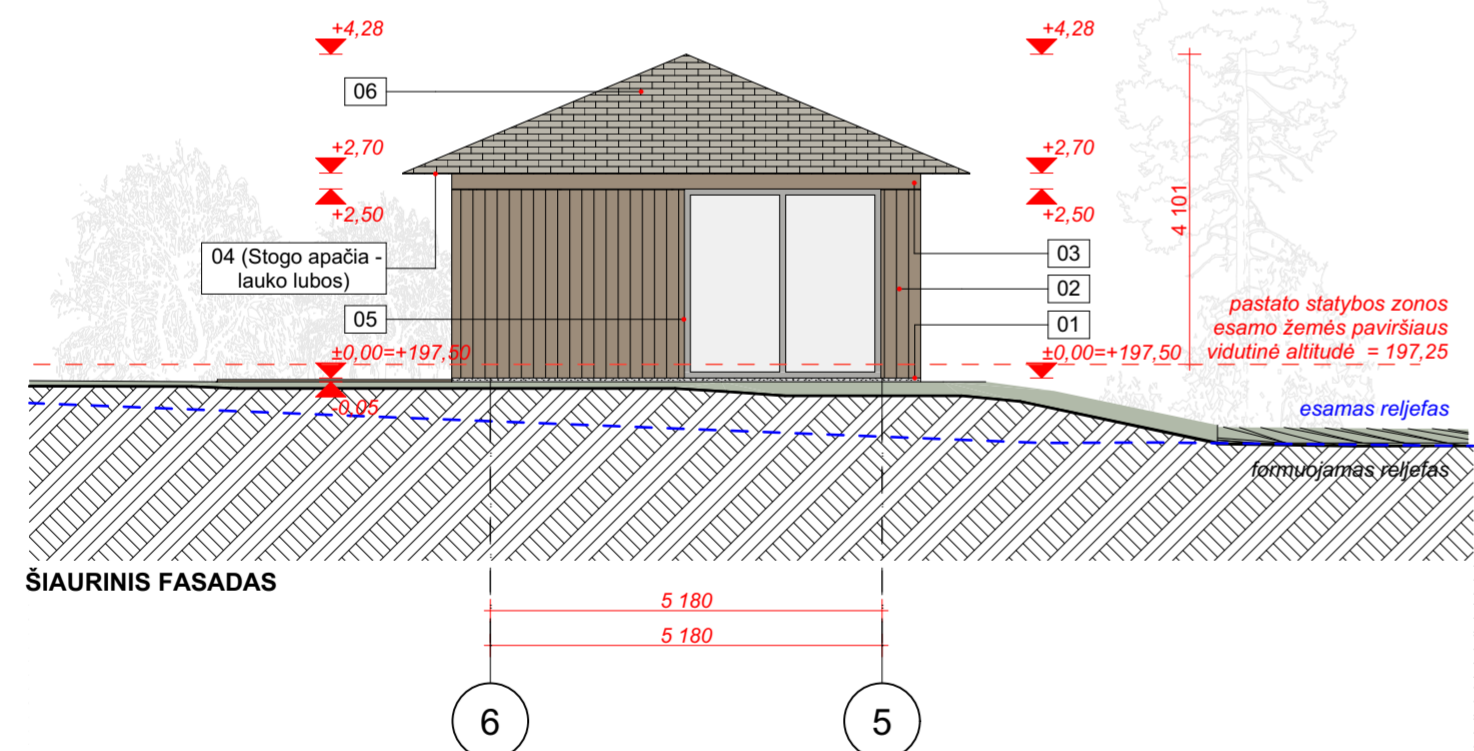 +4,28
+4,28
06
+2,70
+2,70
+2,50
+2,50
4 101
04 (Stogo apačia -
lauko lubos)
03
02
05
01
pastato statybos zonos
esamo žemės paviršiaus
vidutinė altitudė = 197,25
±0,00=+197,50
±0,00=+197,50
-0,05
esamas reljefas
formuojamas reljefas
ŠIAURINIS FASADAS
5 180
5 180
6
5